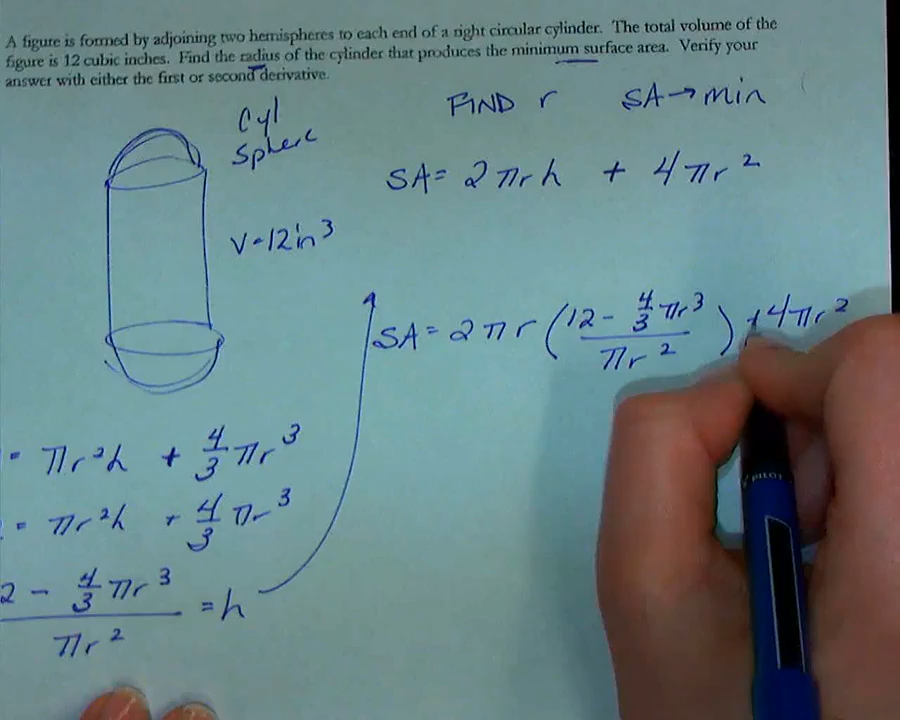 A figure is formed by adjoining two hemispheres to each end of a right circular cylinder. The total volume of the
figure is 12 cubic inches. Find the radius of the cylinder that produces the minimum surface area. Verify your
answer with either the first or second derivative.
FIND r SA → min
Cyl
Sphere
SA = 2πrh + 4πr²
V = 12in³
SA = 2πr ( (12 - 4/3 πr³) / πr² ) + 4πr²
= πr²h + 4/3 πr³
= πr²h + 4/3 πr³
2 - 4/3 πr³ = h
πr²
PILOT